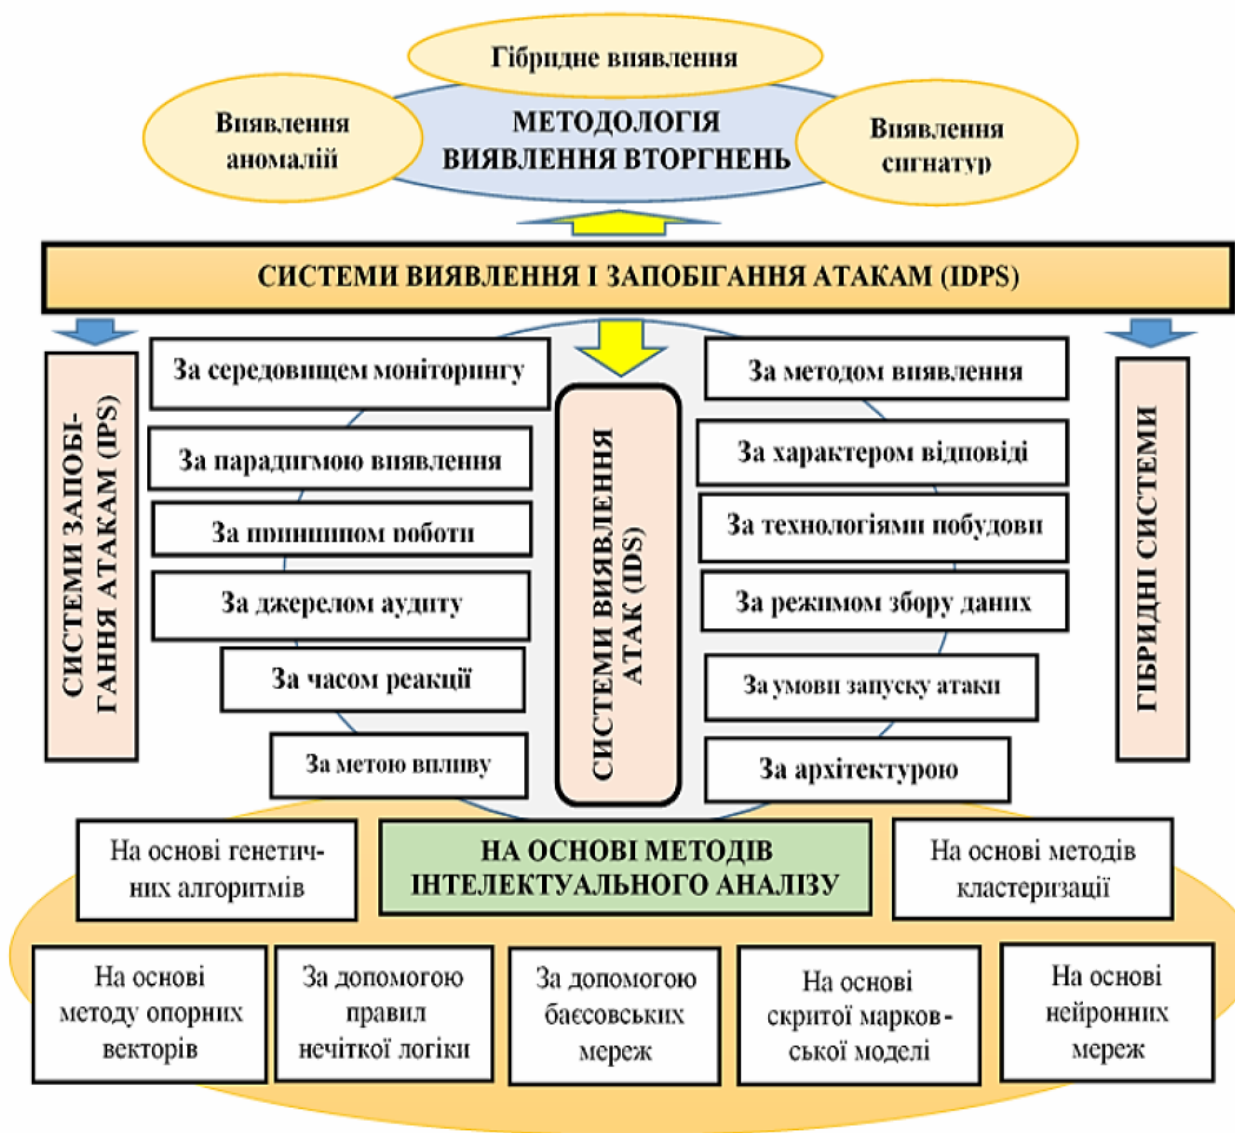 Гібридне виявлення
Виявлення
аномалій
МЕТОДОЛОГІЯ
ВИЯВЛЕННЯ ВТОРГНЕНЬ
Виявлення
сигнатур
СИСТЕМИ ВИЯВЛЕННЯ І ЗАПОБІГАННЯ АТАКАМ (IDPS)
СИСТЕМИ ЗАПОБІ-
ГАННЯ АТАКАМ (IPS)
За середовищем моніторингу
За парадигмою виявлення
За принципом роботи
За джерелом аудиту
За часом реакції
За метою впливу
СИСТЕМИ ВИЯВЛЕННЯ
АТАК (IDS)
За методом виявлення
За характером відповіді
За технологіями побудови
За режимом збору даних
За умови запуску атаки
За архітектурою
ГІБРИДНІ СИСТЕМИ
На основі генетич-
них алгоритмів
НА ОСНОВІ МЕТОДІВ
ІНТЕЛЕКТУАЛЬНОГО АНАЛІЗУ
На основі методів
кластеризації
На основі
методу опорних
векторів
За допомогою
правил
нечіткої логіки
За допомогою
баєсовських
мереж
На основі
скритої марков-
ської моделі
На основі
нейронних
мереж